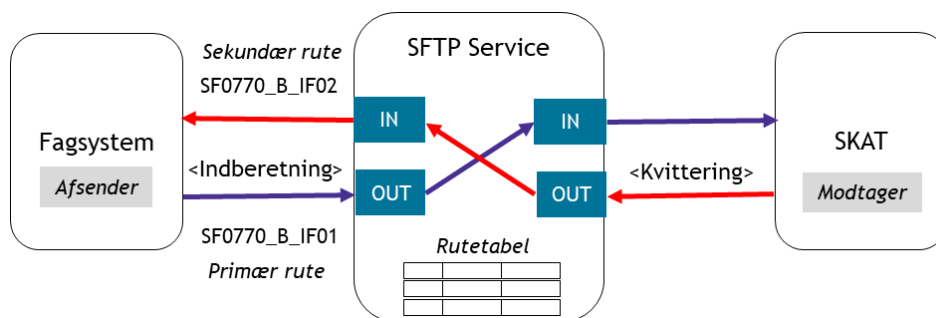 Sekundær rute
SF0770_B_IF02
SFTP Service
IN
IN
Fagsystem
Afsender
<Indberetning>
OUT
OUT
<Kvittering>
SKAT
Modtager
SF0770_B_IF01
Primær rute
Rutetabel